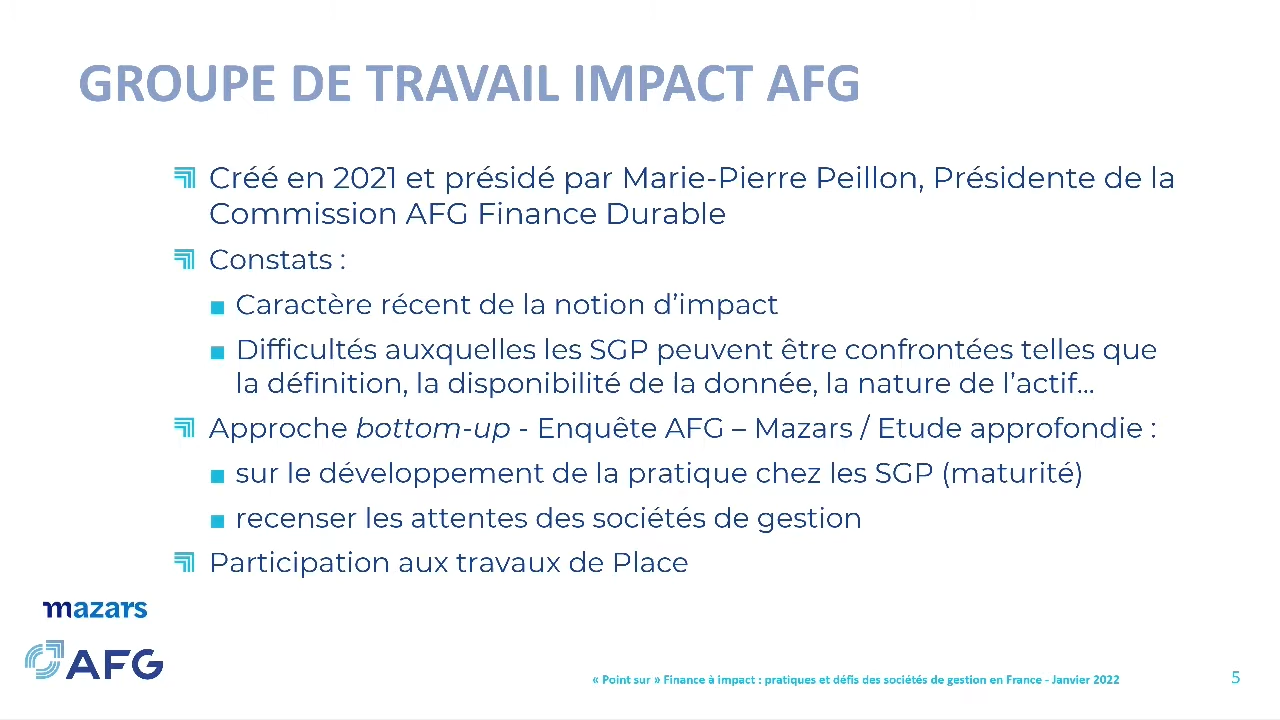 GROUPE DE TRAVAIL IMPACT AFG
Créé en 2021 et présidé par Marie-Pierre Peillon, Présidente de la
Commission AFG Finance Durable
Constats :
Caractère récent de la notion d’impact
Difficultés auxquelles les SGP peuvent être confrontées telles que
la définition, la disponibilité de la donnée, la nature de l’actif…
Approche bottom-up - Enquête AFG – Mazars / Etude approfondie :
sur le développement de la pratique chez les SGP (maturité)
recenser les attentes des sociétés de gestion
Participation aux travaux de Place
mazars
AFG
« Point sur » Finance à impact : pratiques et défis des sociétés de gestion en France - Janvier 2022
5